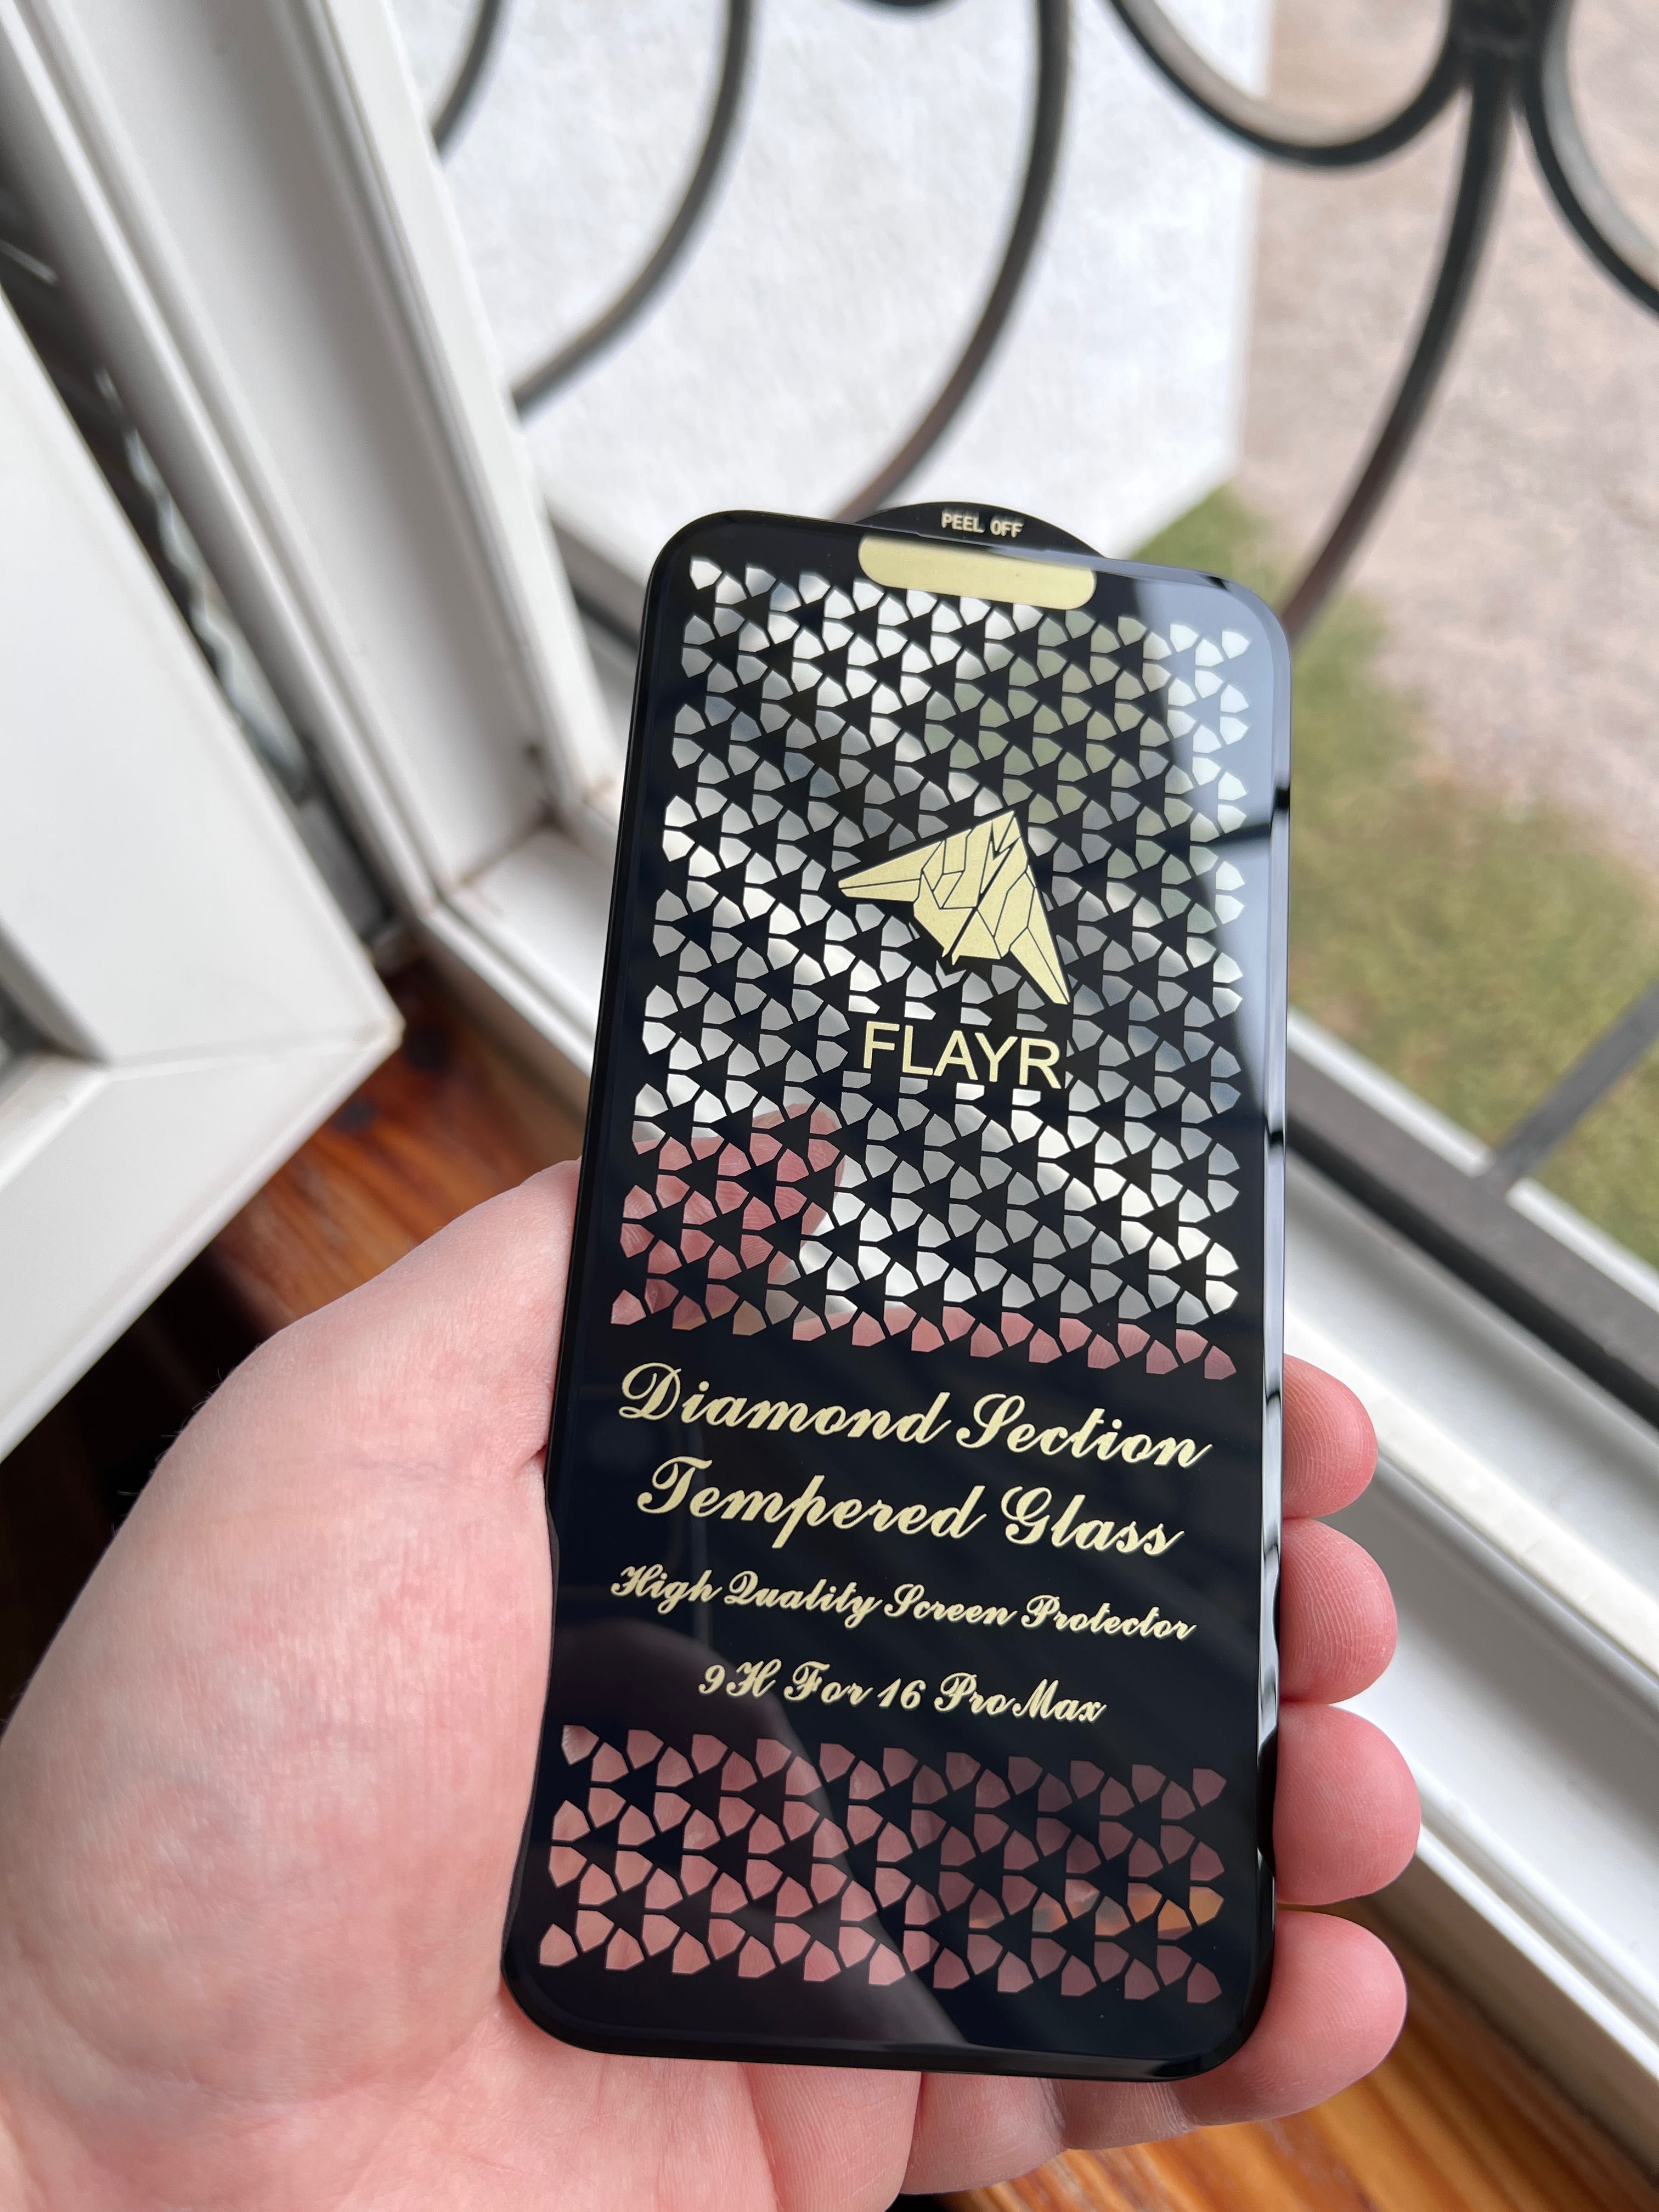 PEEL OFF
FLAYR
Diamond Section
Tempered Glass
High Quality Screen Protector
9H For 16 Pro Max